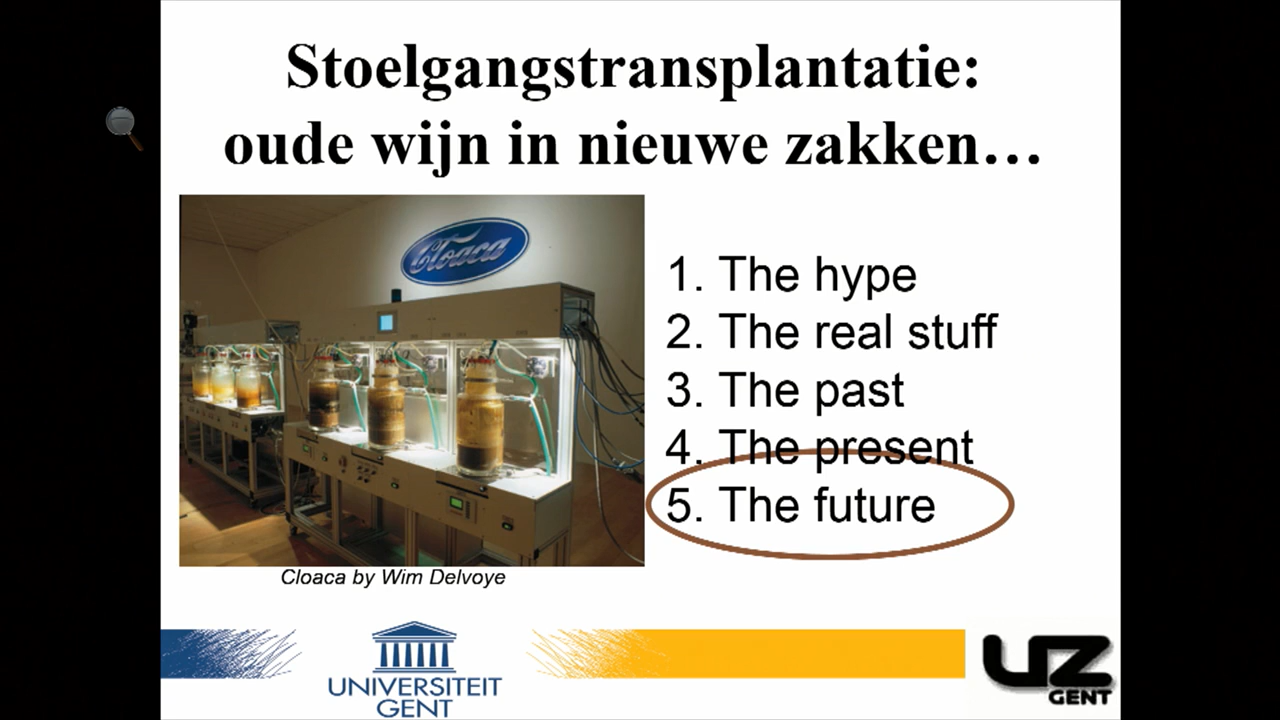 Stoelgangstransplantatie:
oude wijn in nieuwe zakken…
Cloaca
1. The hype
2. The real stuff
3. The past
4. The present
5. The future
Cloaca by Wim Delvoye
UNIVERSITEIT
GENT
UZ
GENT